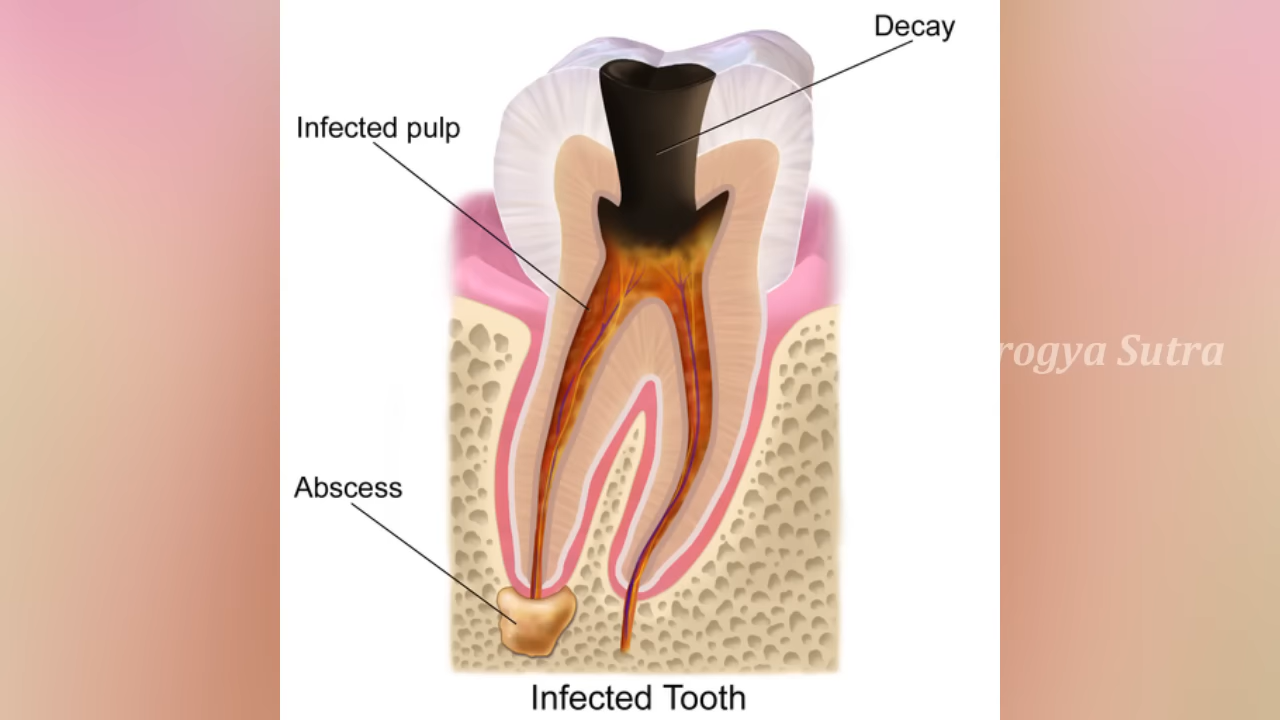 Decay
Infected pulp
Abscess
Infected Tooth
rogya Sutra